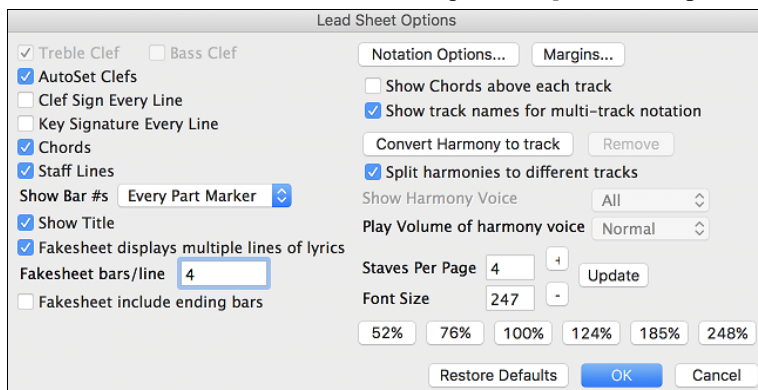 Lead Sheet Options
Treble Clef Bass Clef
AutoSet Clefs
Clef Sign Every Line
Key Signature Every Line
Chords
Staff Lines
Show Bar #s Every Part Marker
Show Title
Fakesheet displays multiple lines of lyrics
Fakesheet bars/line 4
Fakesheet include ending bars
Notation Options... Margins...
Show Chords above each track
Show track names for multi-track notation
Convert Harmony to track Remove
Split harmonies to different tracks
Show Harmony Voice All
Play Volume of harmony voice Normal
Staves Per Page 4 + Update
Font Size 247 -
52% 76% 100% 124% 185% 248%
Restore Defaults OK Cancel